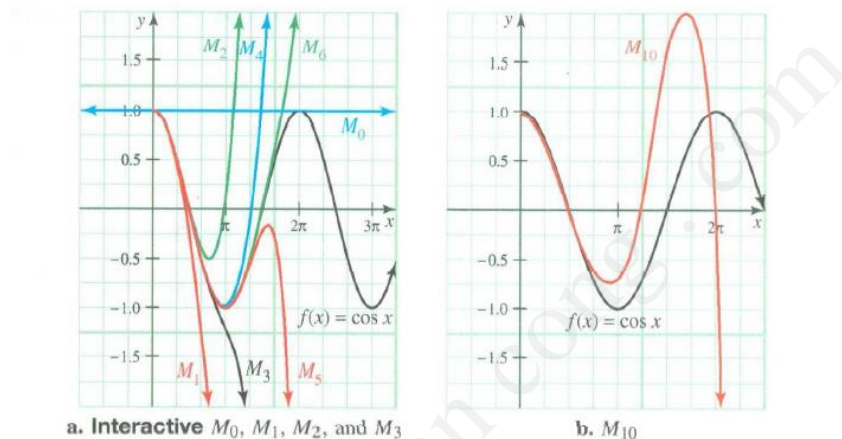 y
M₂ M₄ M₆
1.5
1.0
M₀
0.5
π 2π 3π x
−0.5
−1.0
f(x) = cos x
−1.5
M₁ M₃ M₅
a. Interactive M₀, M₁, M₂, and M₃
y
M₁₀
1.5
1.0
0.5
π 2π x
−0.5
−1.0
f(x) = cos x
−1.5
b. M₁₀
cong.com